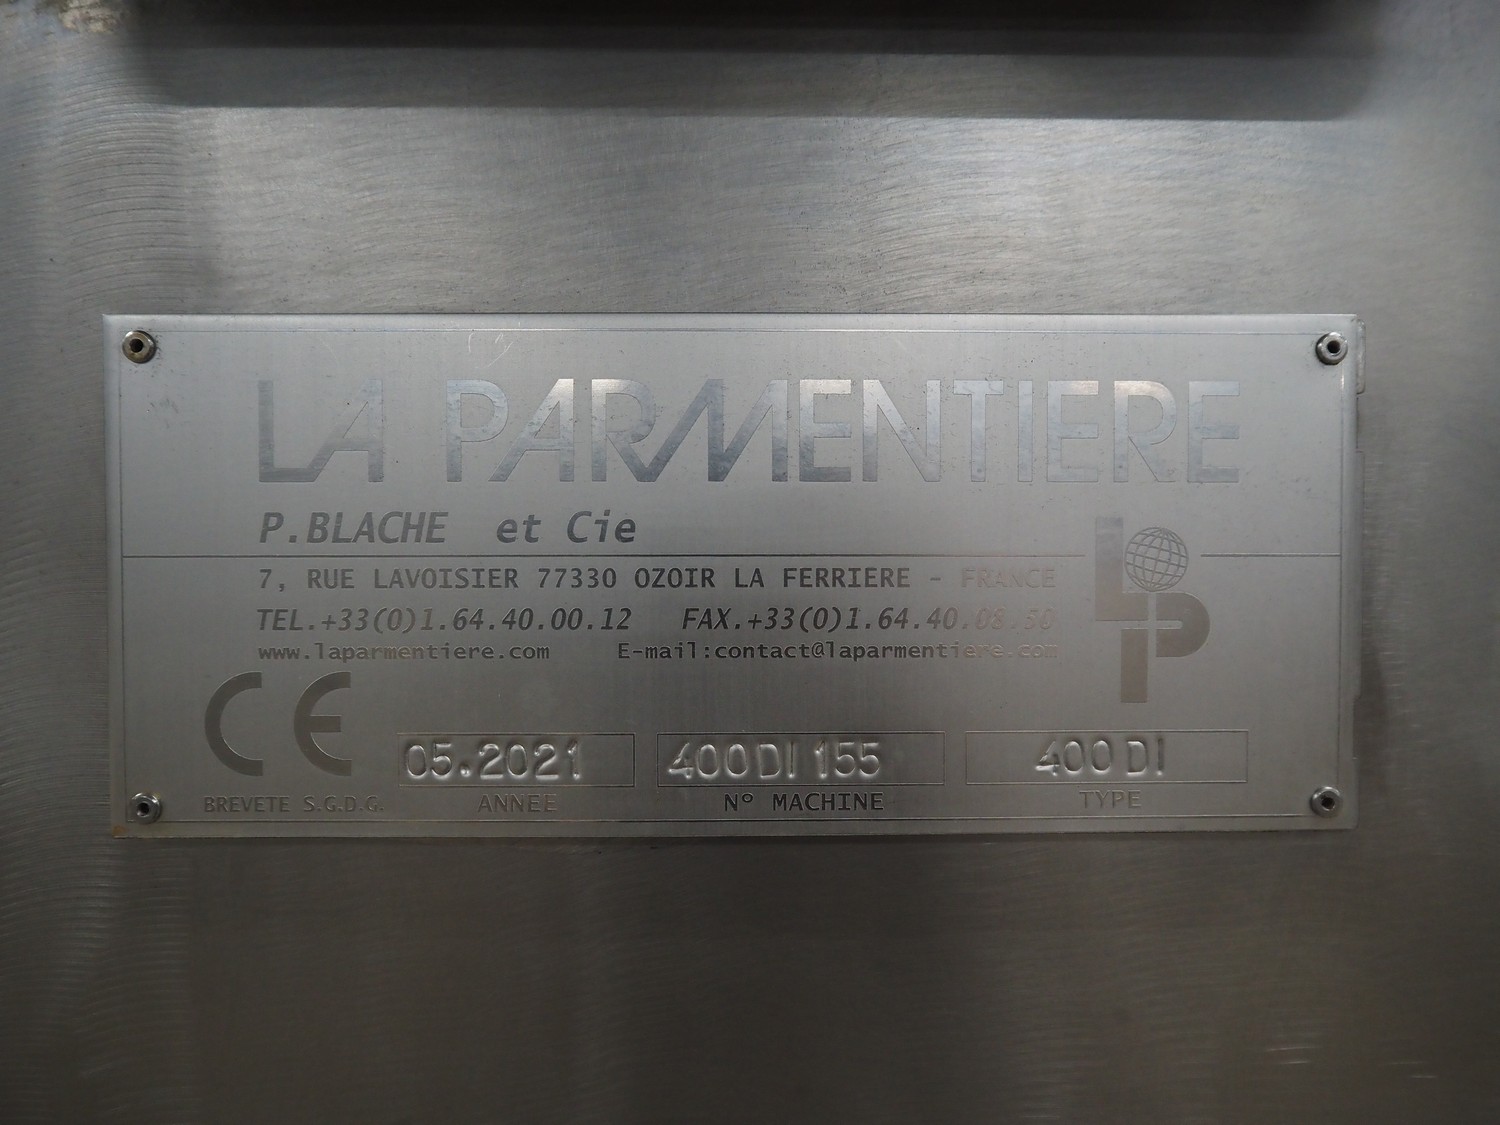 LA PARMENTIERE
P.BLACHE et Cie
7, RUE LAVOISIER 77330 OZOIR LA FERRIERE - FRANCE
TEL.+33(0)1.64.40.00.12 FAX.+33(0)1.64.40.08.50
www.laparmentiere.com E-mail:contact@laparmentiere.com
LP
CE 05.2021 400DI 155 400 DI
BREVETE S.G.D.G. ANNEE Nº MACHINE TYPE